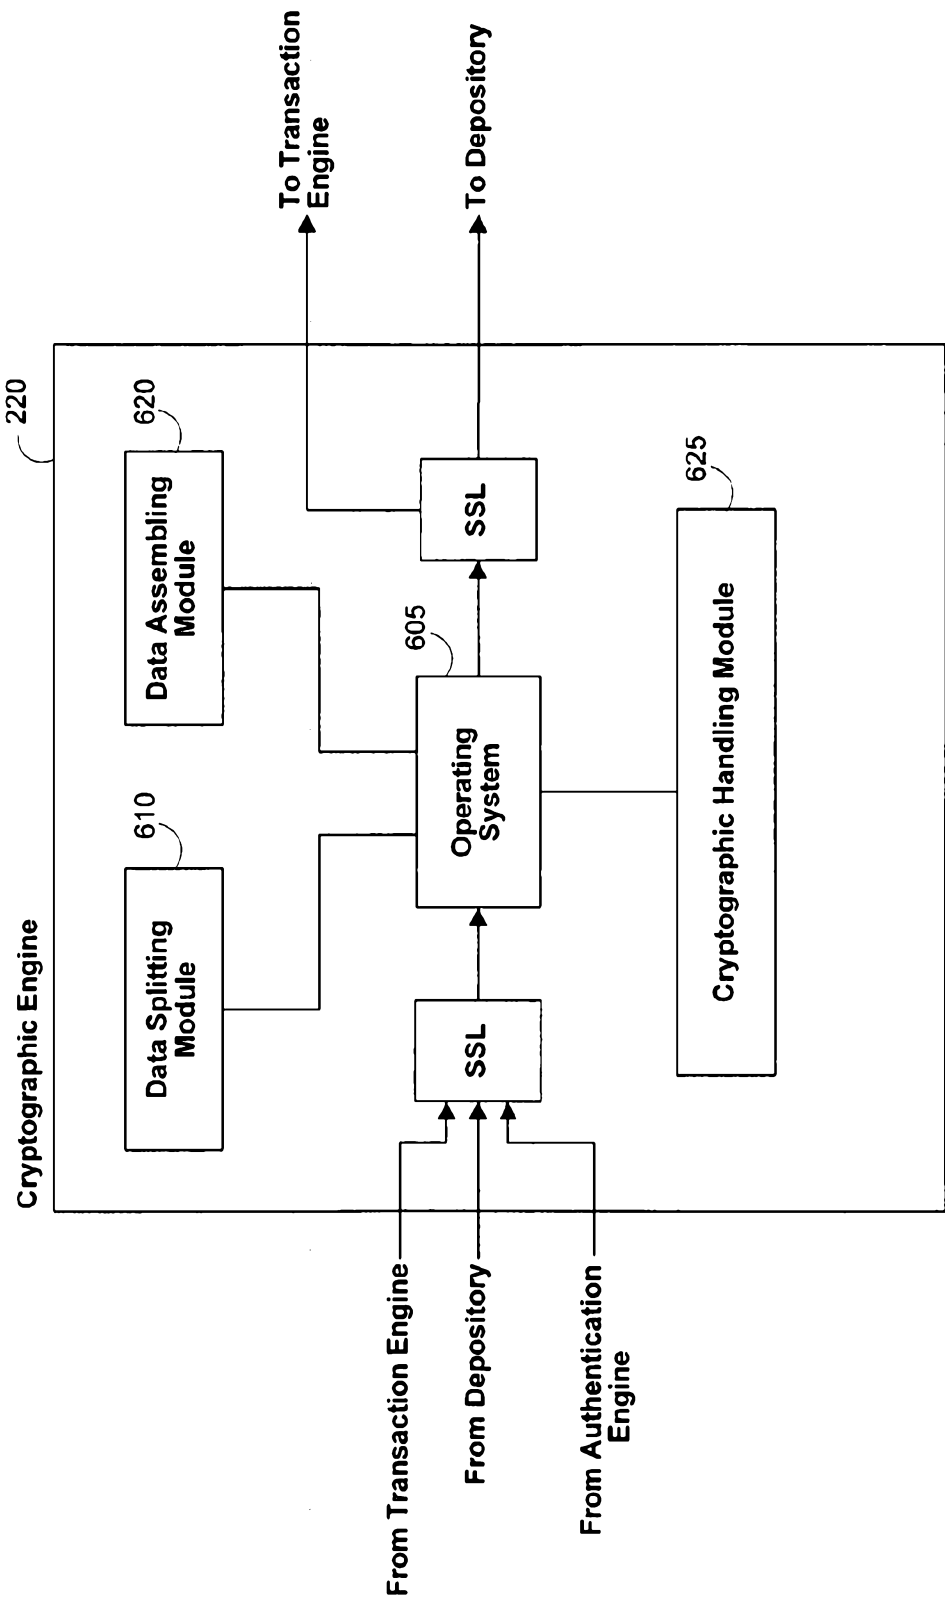 Cryptographic Engine
220
Data Splitting
Module
610
Data Assembling
Module
620
To Transaction
Engine
From Transaction Engine
From Depository
From Authentication
Engine
SSL
Operating
System
605
SSL
To Depository
Cryptographic Handling Module
625